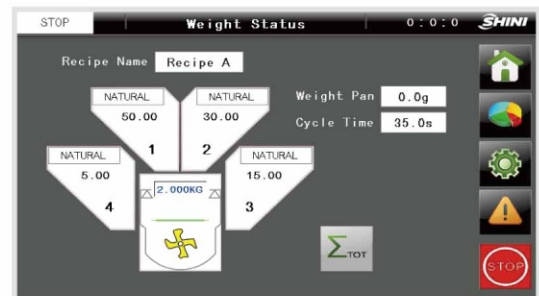 STOP Weight Status 0:0:0 SHINI
Recipe Name Recipe A
NATURAL NATURAL Weight Pan 0.0g
50.00 30.00 Cycle Time 35.0s
1 2
NATURAL NATURAL
5.00 2.000KG 15.00
4 3
ΣTOT
STOP